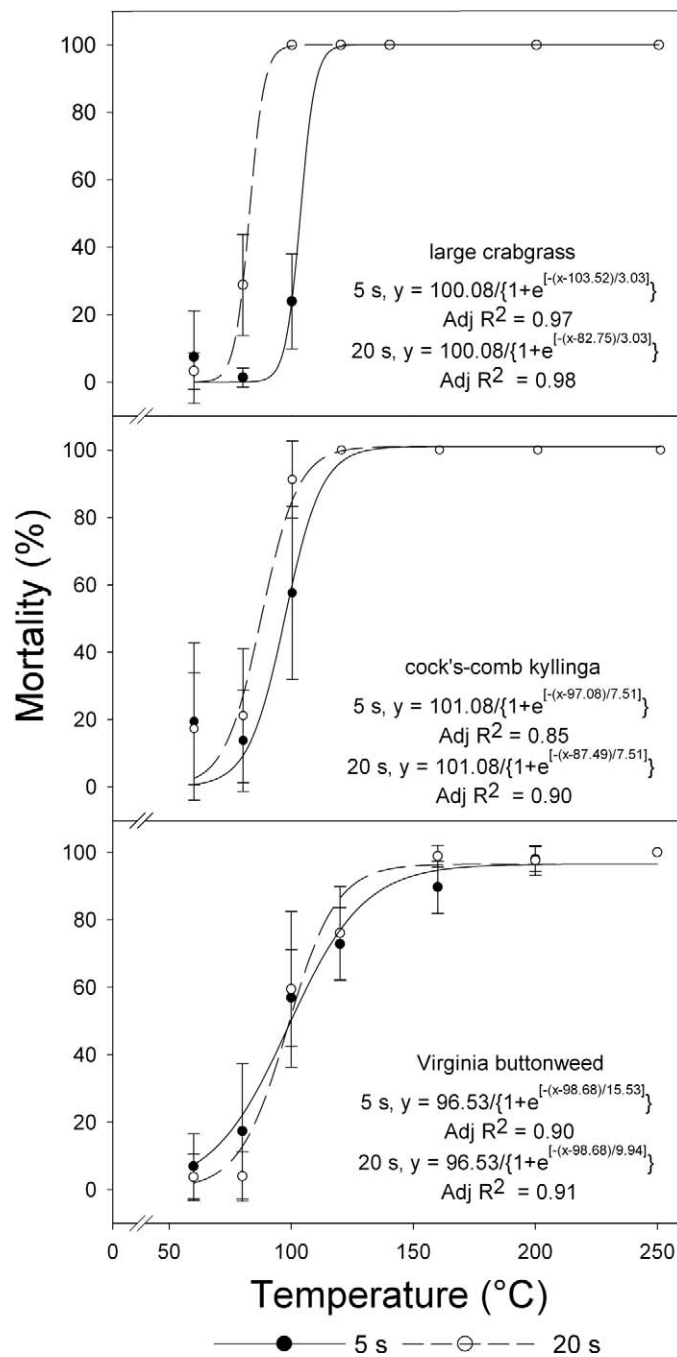 100
80
60
40
20
0
large crabgrass
5 s, y = 100.08/{1+e[-(x-103.52)/3.03]}
Adj R2 = 0.97
20 s, y = 100.08/{1+e[-(x-82.75)/3.03]}
Adj R2 = 0.98
Mortality (%)
100
80
60
40
20
0
cock's-comb kyllinga
5 s, y = 101.08/{1+e[-(x-97.08)/7.51]}
Adj R2 = 0.85
20 s, y = 101.08/{1+e[-(x-87.49)/7.51]}
Adj R2 = 0.90
100
80
60
40
20
0
Virginia buttonweed
5 s, y = 96.53/{1+e[-(x-98.68)/15.53]}
Adj R2 = 0.90
20 s, y = 96.53/{1+e[-(x-98.68)/9.94]}
Adj R2 = 0.91
0 50 100 150 200 250
Temperature (°C)
5 s 20 s